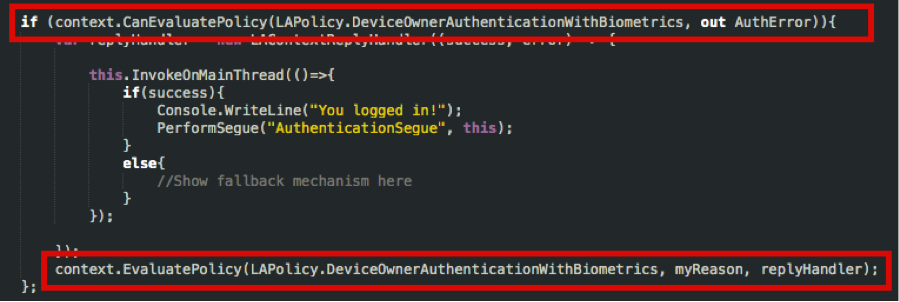 if (context.CanEvaluatePolicy(LAPolicy.DeviceOwnerAuthenticationWithBiometrics, out AuthError)){
var replyHandler = new LAContextReplyHandler((success, error) => {
this.InvokeOnMainThread(()=>{
if(success){
Console.WriteLine("You logged in!");
PerformSegue("AuthenticationSegue", this);
}
else{
//Show fallback mechanism here
}
});
});
context.EvaluatePolicy(LAPolicy.DeviceOwnerAuthenticationWithBiometrics, myReason, replyHandler);
};